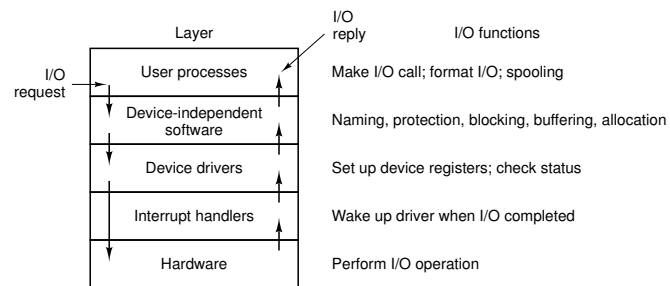 I/O
reply
Layer
I/O functions
I/O
request
User processes
Make I/O call; format I/O; spooling
Device-independent
software
Naming, protection, blocking, buffering, allocation
Device drivers
Set up device registers; check status
Interrupt handlers
Wake up driver when I/O completed
Hardware
Perform I/O operation